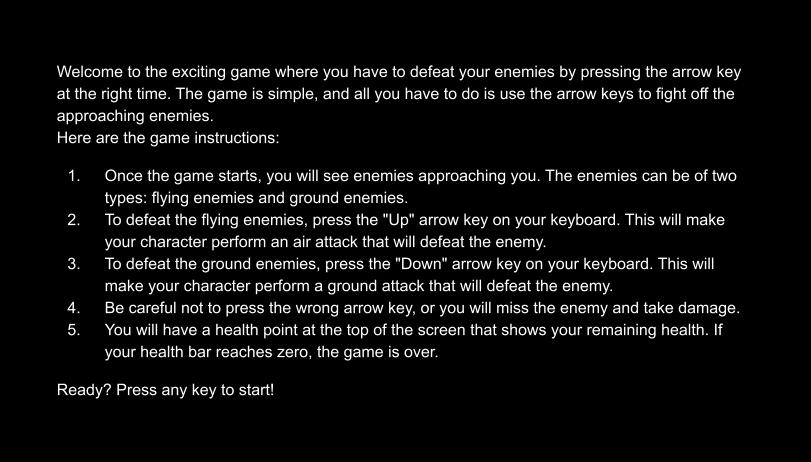 Welcome to the exciting game where you have to defeat your enemies by pressing the arrow key
at the right time. The game is simple, and all you have to do is use the arrow keys to fight off the
approaching enemies.
Here are the game instructions:
1. Once the game starts, you will see enemies approaching you. The enemies can be of two
types: flying enemies and ground enemies.
2. To defeat the flying enemies, press the "Up" arrow key on your keyboard. This will make
your character perform an air attack that will defeat the enemy.
3. To defeat the ground enemies, press the "Down" arrow key on your keyboard. This will
make your character perform a ground attack that will defeat the enemy.
4. Be careful not to press the wrong arrow key, or you will miss the enemy and take damage.
5. You will have a health point at the top of the screen that shows your remaining health. If
your health bar reaches zero, the game is over.
Ready? Press any key to start!